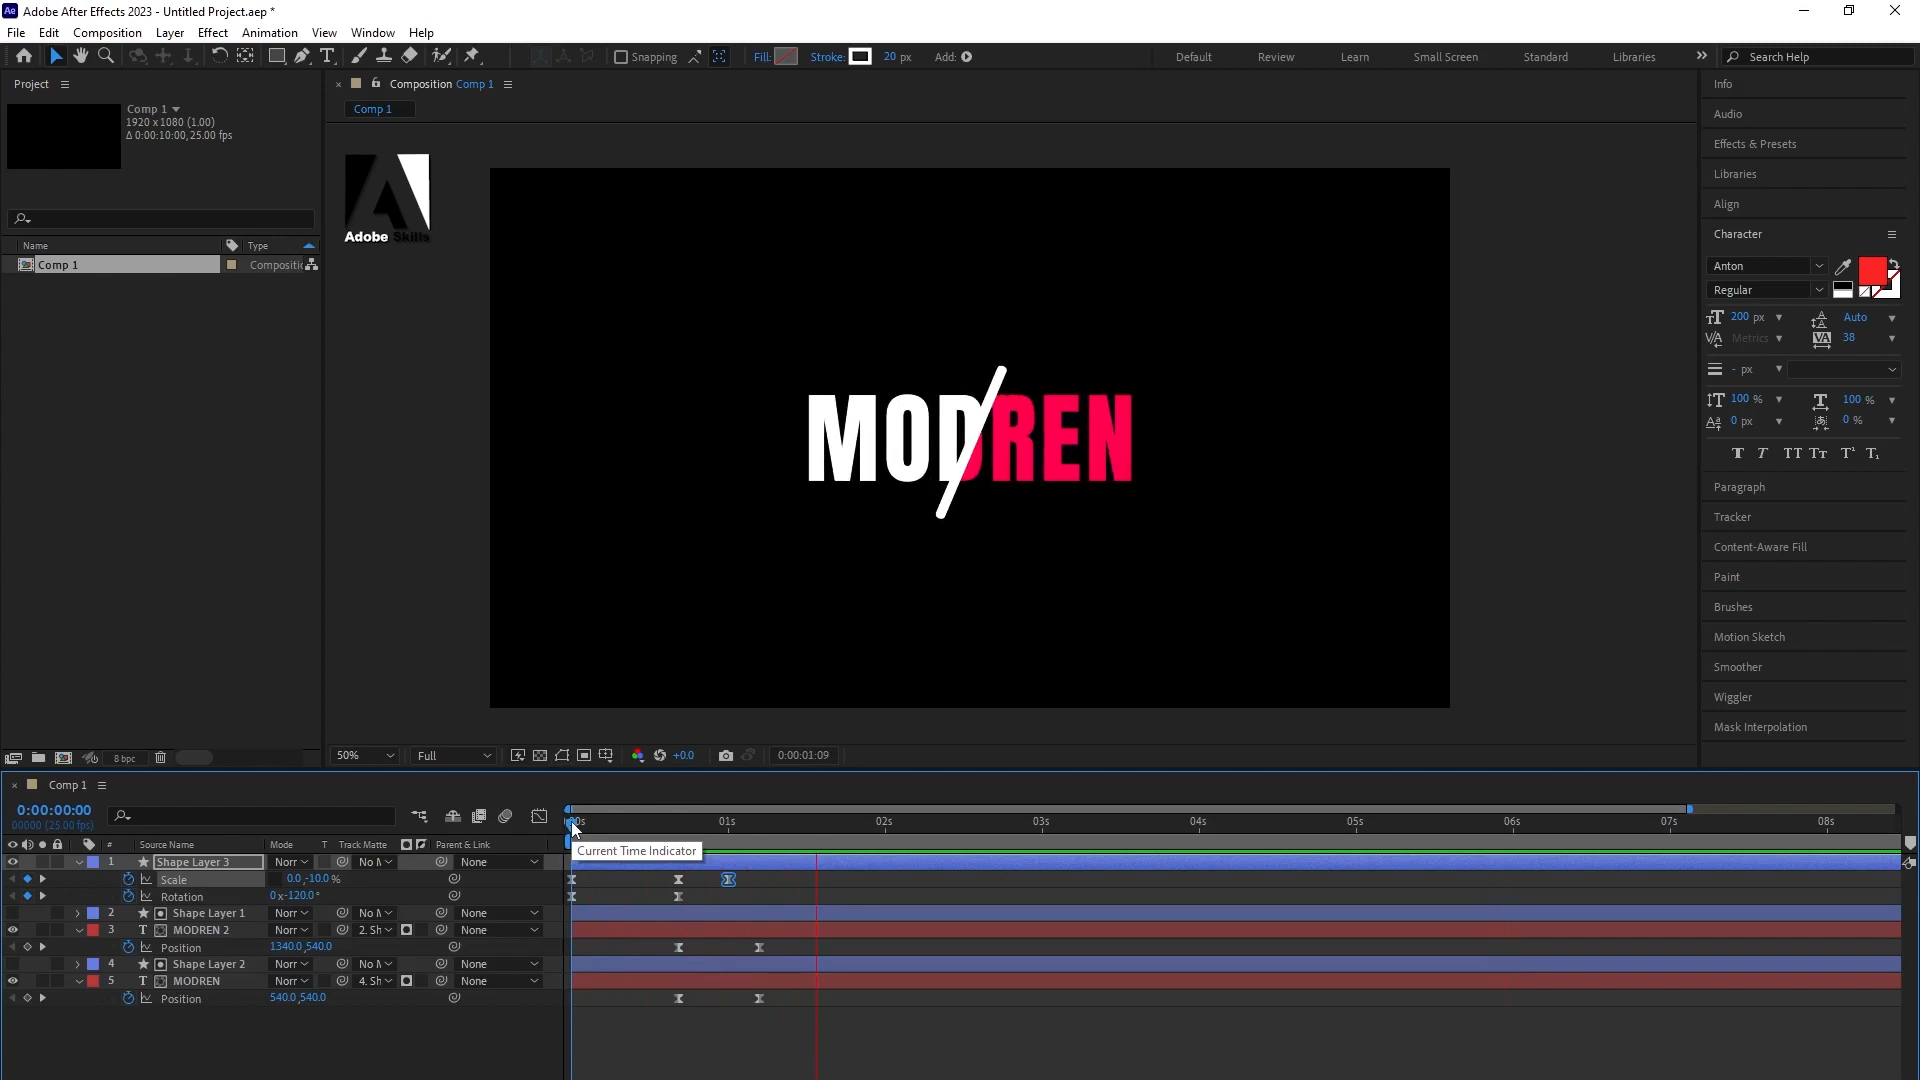 Ae Adobe After Effects 2023 - Untitled Project.aep *
File Edit Composition Layer Effect Animation View Window Help
Snapping Fill: Stroke: 20 px Add: Default Review Learn Small Screen Standard Libraries Search Help
Project
Comp 1
1920 x 1080 (1.00)
Δ 0:00:10:00, 25.00 fps
Name Type
Comp 1 Compositic
8 bpc
Composition Comp 1
Comp 1
Adobe Skills
MODREN
50% Full +0.0 0:00:01:09
Info
Audio
Effects & Presets
Libraries
Align
Character
Anton
Regular
200 px Auto
Metrics 38
- px
100 % 100 %
0 px 0 %
T T TT Tт T¹ T₁
Paragraph
Tracker
Content-Aware Fill
Paint
Brushes
Motion Sketch
Smoother
Wiggler
Mask Interpolation
Comp 1
0:00:00:00
00000 (25.00 fps)
00s 01s 02s 03s 04s 05s 06s 07s 08s
# Source Name Mode T Track Matte Parent & Link
Current Time Indicator
1 Shape Layer 3 Norr No M None
Scale 0.0,-10.0 %
Rotation 0x-120.0°
2 Shape Layer 1 Norr No M None
3 T MODREN 2 Norr 2. Sh None
Position 1340.0,540.0
4 Shape Layer 2 Norr No M None
5 T MODREN Norr 4. Sh None
Position 540.0,540.0